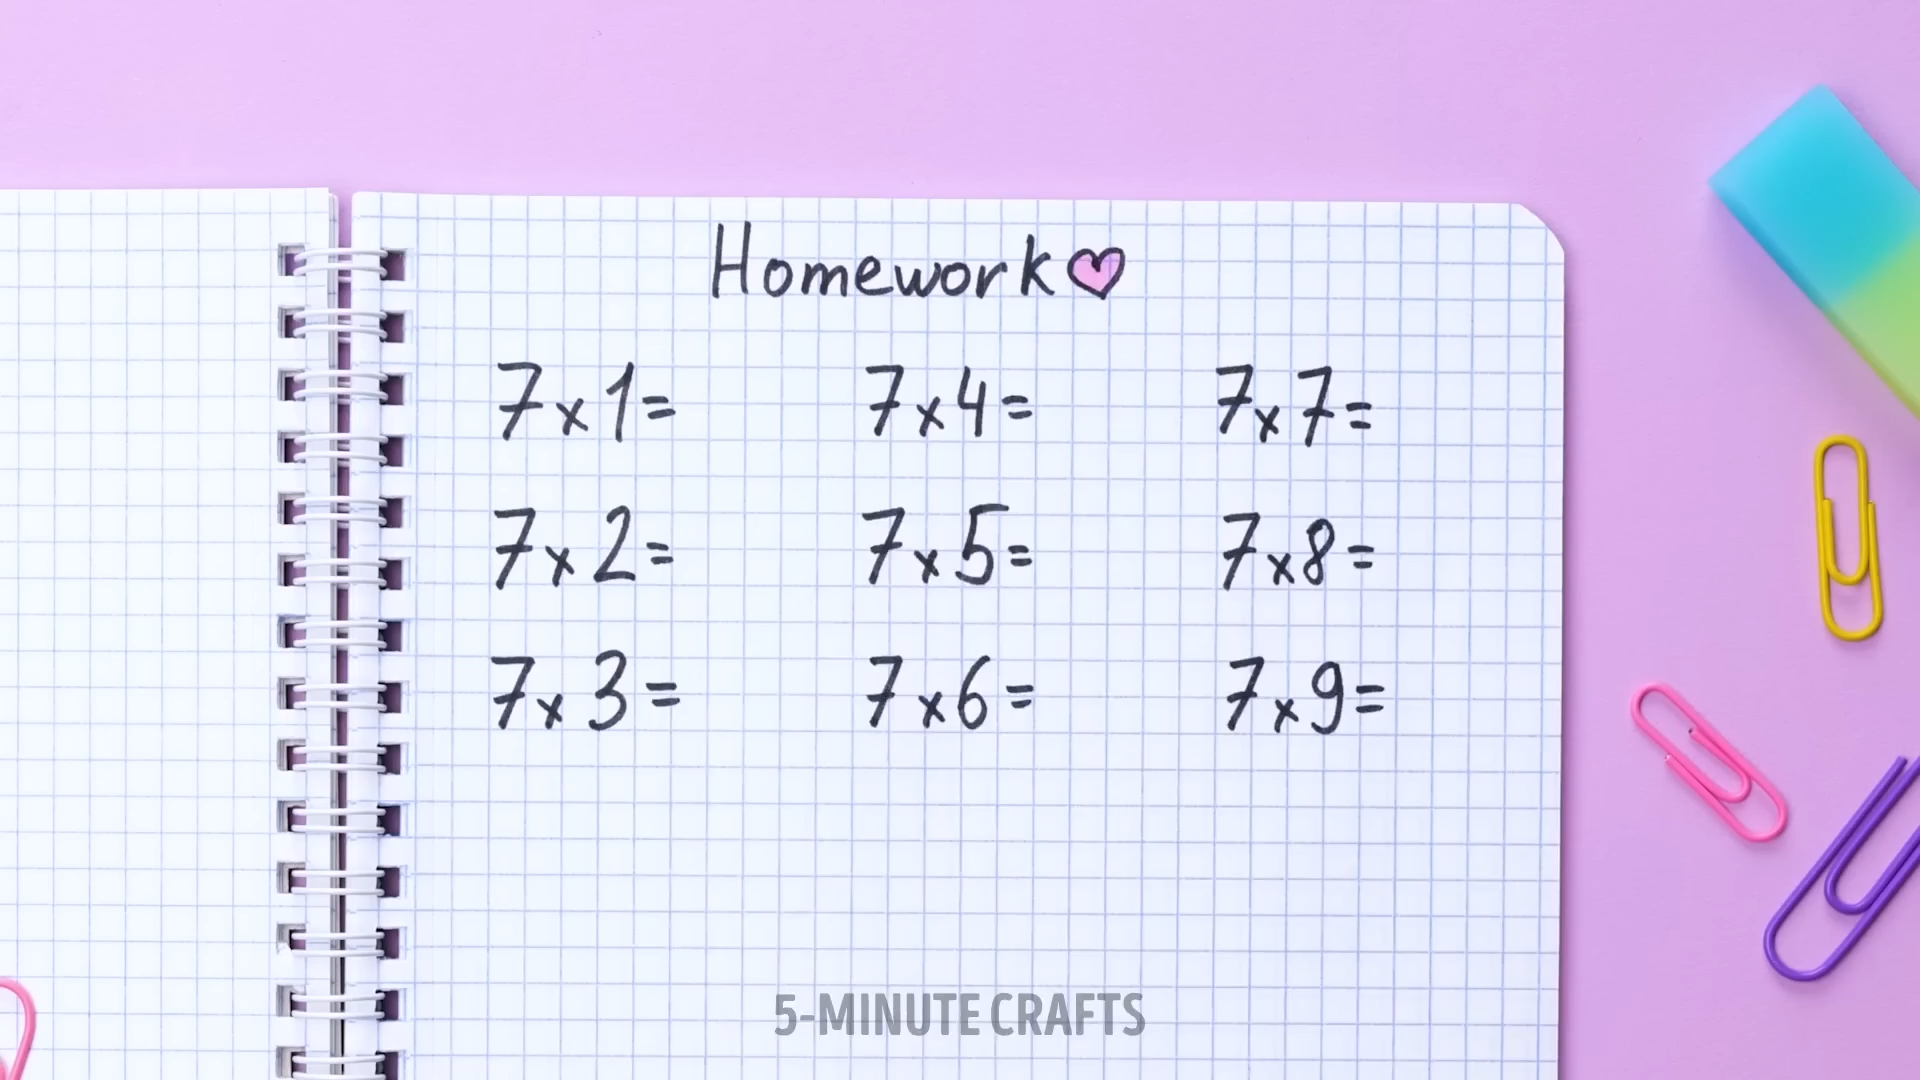 Homework
7x1= 7x4= 7x7=
7x2= 7x5= 7x8=
7x3= 7x6= 7x9=
5-MINUTE CRAFTS